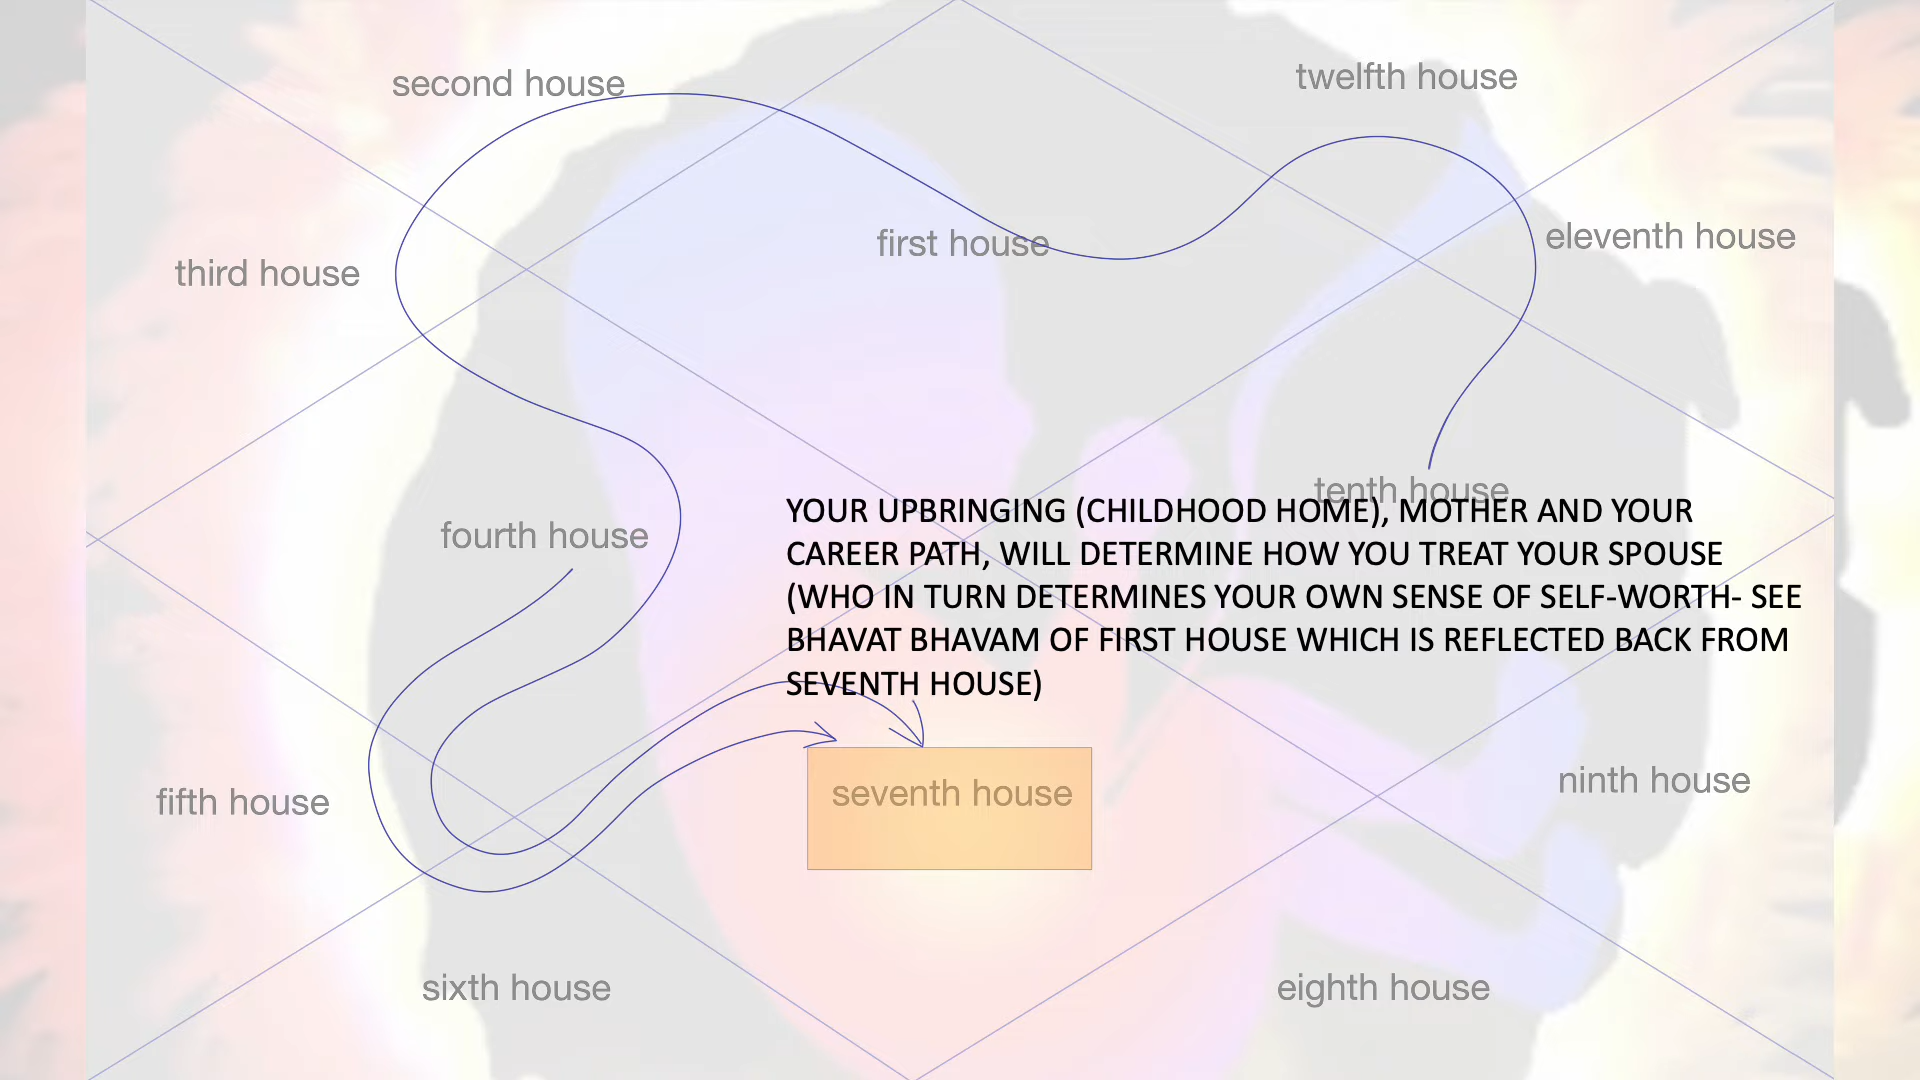 second house
twelfth house
first house
eleventh house
third house
tenth house
fourth house
YOUR UPBRINGING (CHILDHOOD HOME), MOTHER AND YOUR
CAREER PATH, WILL DETERMINE HOW YOU TREAT YOUR SPOUSE
(WHO IN TURN DETERMINES YOUR OWN SENSE OF SELF-WORTH- SEE
BHAVAT BHAVAM OF FIRST HOUSE WHICH IS REFLECTED BACK FROM
SEVENTH HOUSE)
seventh house
ninth house
fifth house
sixth house
eighth house